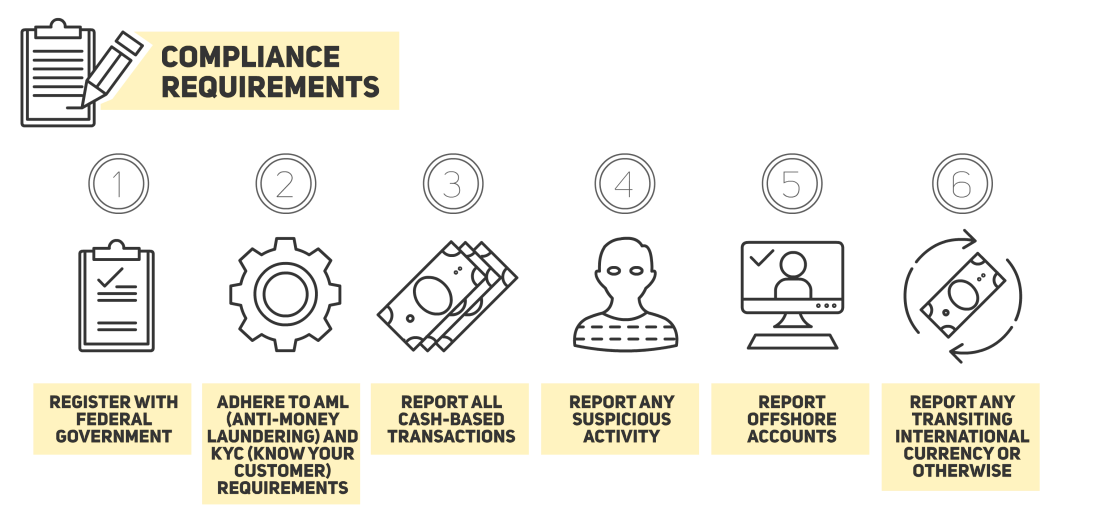 COMPLIANCE
REQUIREMENTS
1
2
3
4
5
6
REGISTER WITH
FEDERAL
GOVERNMENT
ADHERE TO AML
(ANTI-MONEY
LAUNDERING) AND
KYC (KNOW YOUR
CUSTOMER)
REQUIREMENTS
REPORT ALL
CASH-BASED
TRANSACTIONS
REPORT ANY
SUSPICIOUS
ACTIVITY
REPORT
OFFSHORE
ACCOUNTS
REPORT ANY
TRANSITING
INTERNATIONAL
CURRENCY OR
OTHERWISE